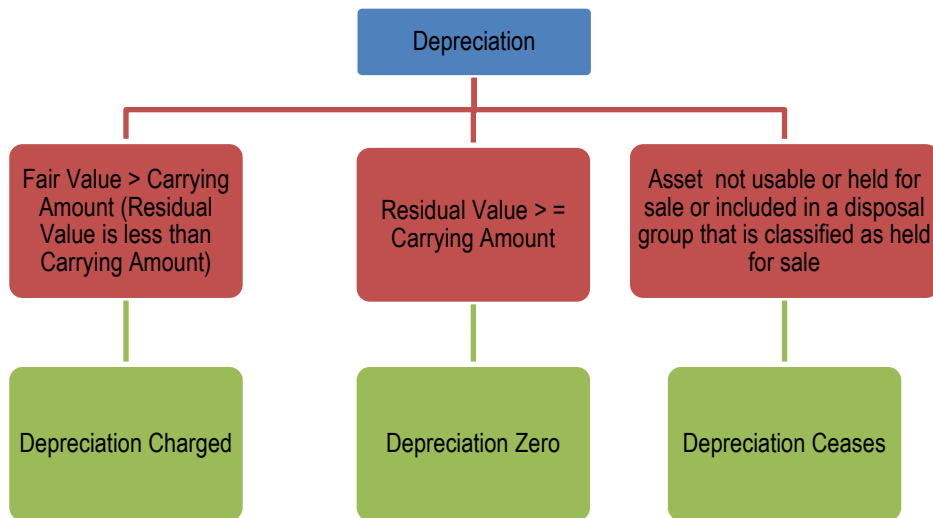 Depreciation
Fair Value > Carrying
Amount (Residual
Value is less than
Carrying Amount)
Residual Value > =
Carrying Amount
Asset not usable or held for
sale or included in a disposal
group that is classified as held
for sale
Depreciation Charged
Depreciation Zero
Depreciation Ceases